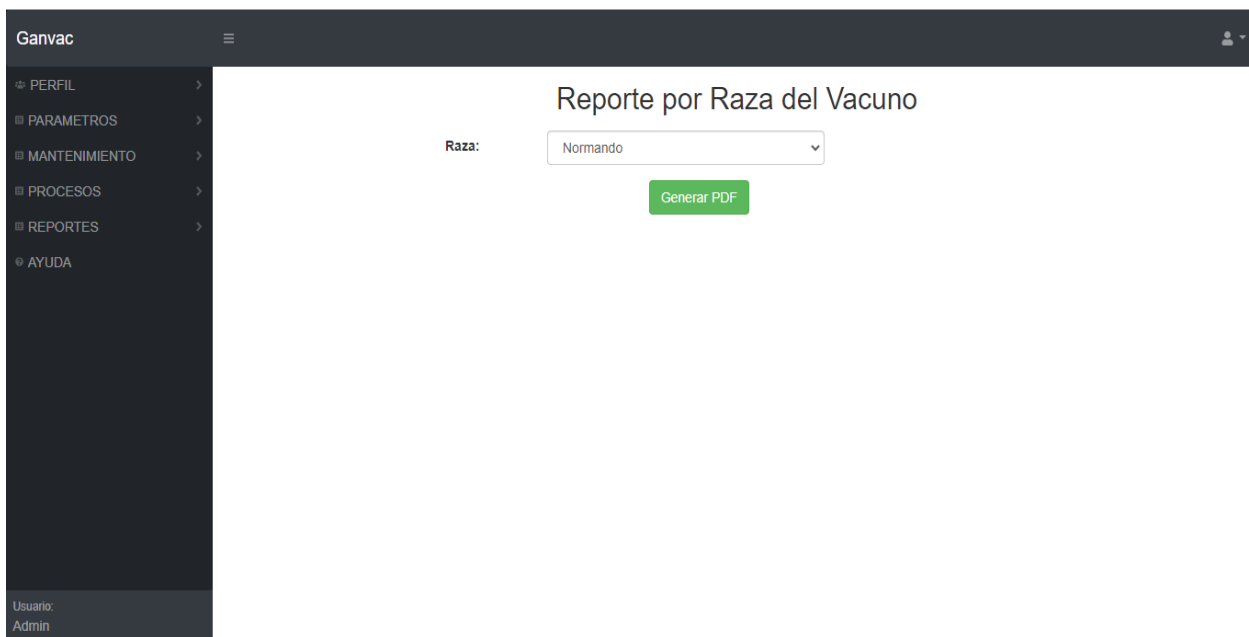 Ganvac
PERFIL
PARAMETROS
MANTENIMIENTO
PROCESOS
REPORTES
AYUDA
Usuario:
Admin
Reporte por Raza del Vacuno
Raza:
Normando
Generar PDF